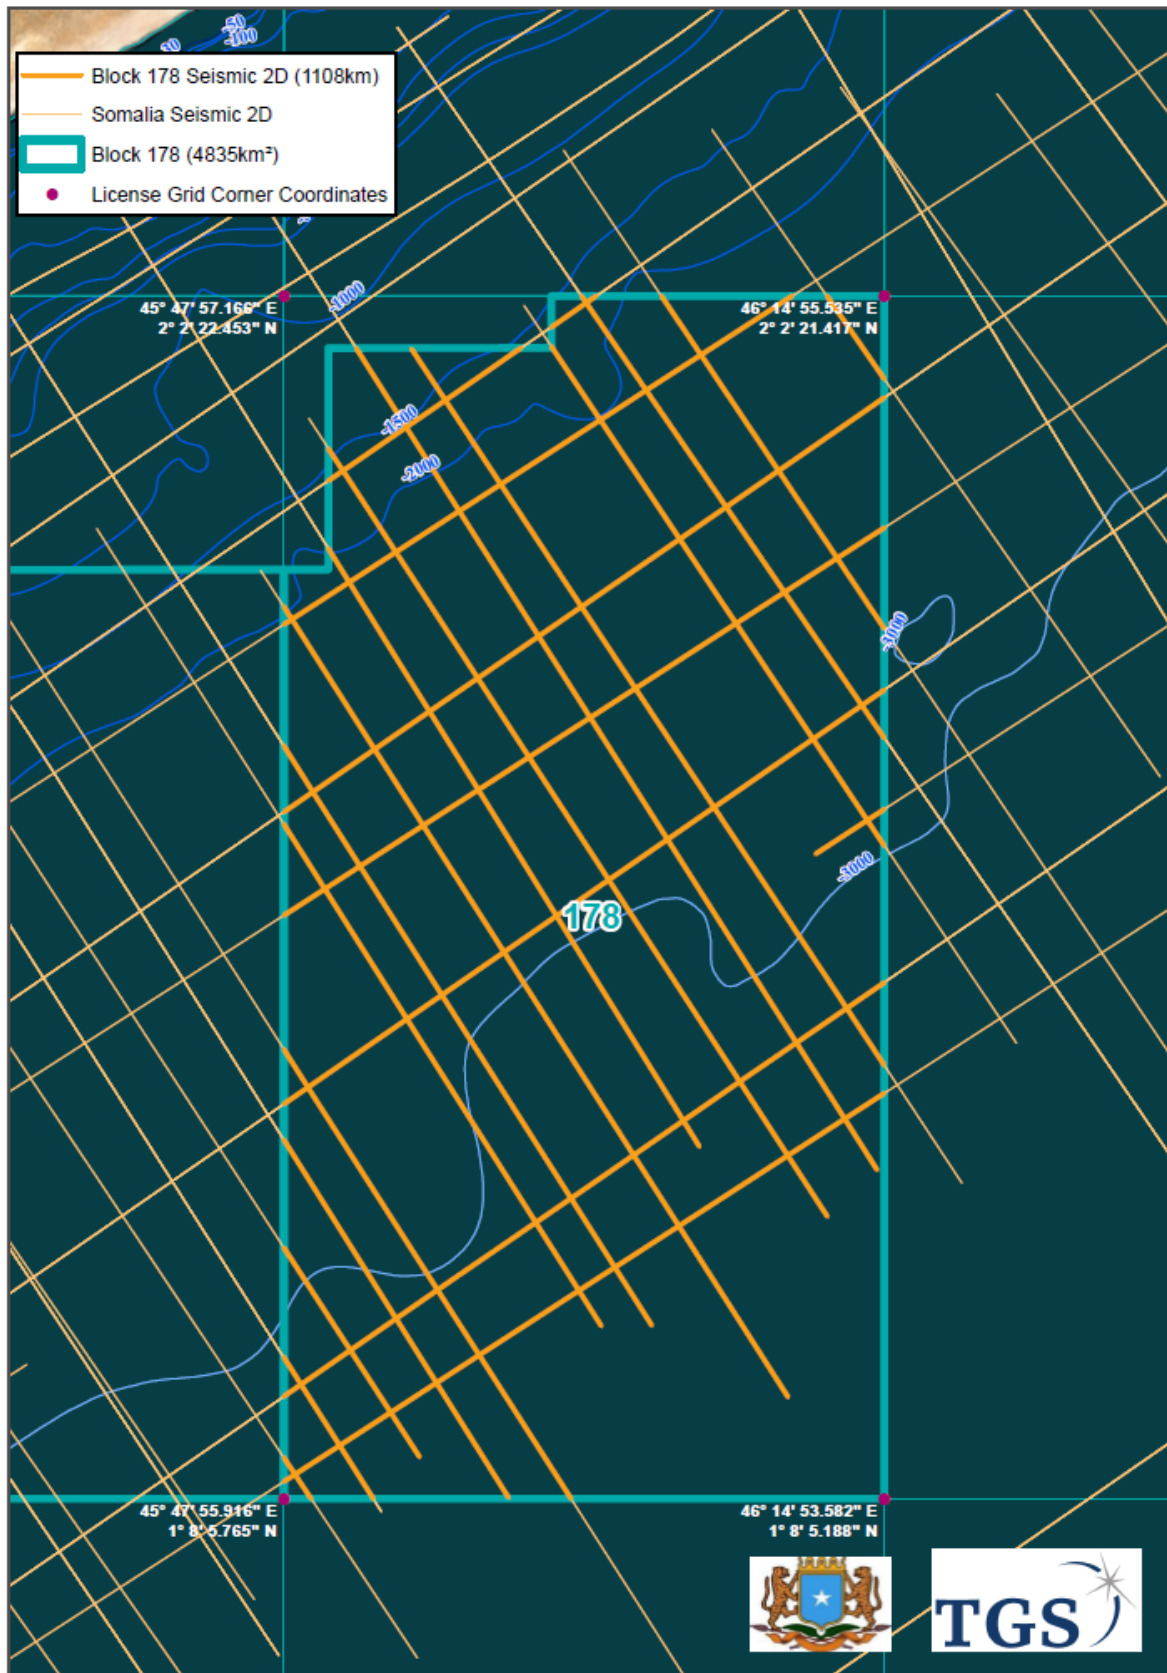 -50
-100
Block 178 Seismic 2D (1108km)
Somalia Seismic 2D
Block 178 (4835km²)
License Grid Corner Coordinates
-1000
45° 47' 57.166" E
2° 2' 22.453" N
46° 14' 55.535" E
2° 2' 21.417" N
-1500
-2000
-3000
-3000
178
45° 47' 55.916" E
1° 8' 5.765" N
46° 14' 53.582" E
1° 8' 5.188" N
TGS